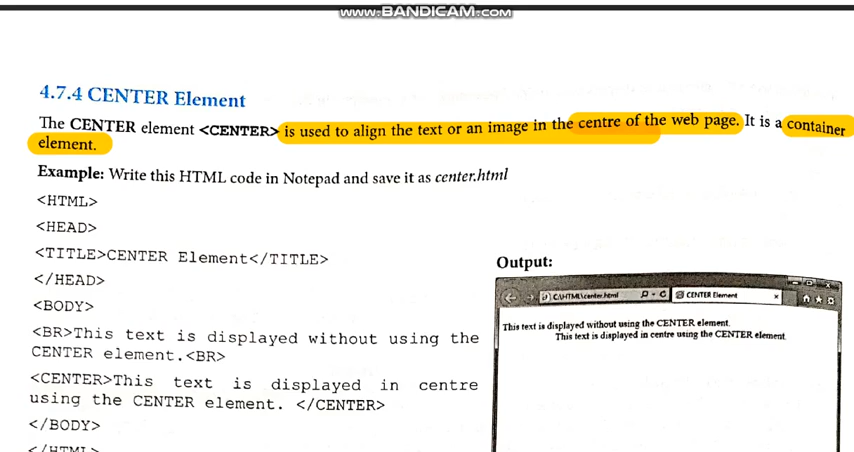 www.BANDICAM.com
4.7.4 CENTER Element
The CENTER element <CENTER> is used to align the text or an image in the centre of the web page. It is a container
element.
Example: Write this HTML code in Notepad and save it as center.html
<HTML>
<HEAD>
<TITLE>CENTER Element</TITLE>
</HEAD>
<BODY>
<BR>This text is displayed without using the
CENTER element.<BR>
<CENTER>This text is displayed in centre
using the CENTER element. </CENTER>
</BODY>
</HTML>
Output:
C:\HTML\center.html
CENTER Element
This text is displayed without using the CENTER element.
This text is displayed in centre using the CENTER element.